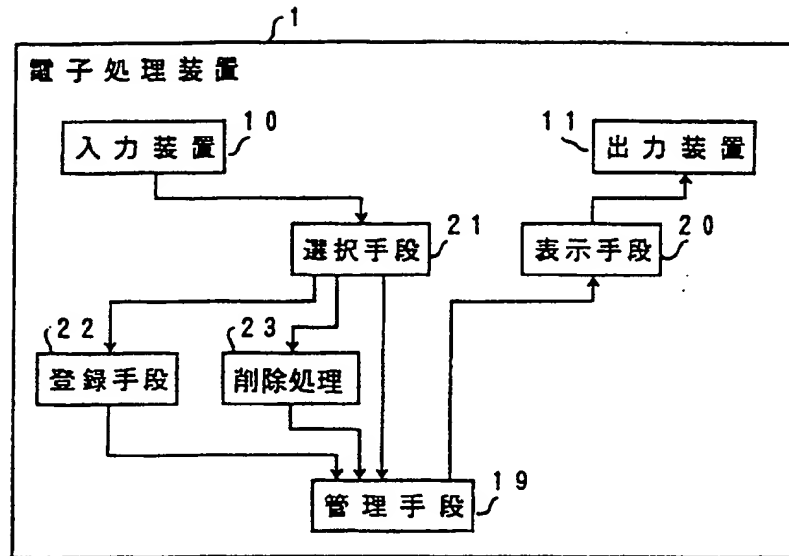 1
電子処理装置
10
入力装置
11
出力装置
21
選択手段
20
表示手段
22
登録手段
23
削除処理
19
管理手段